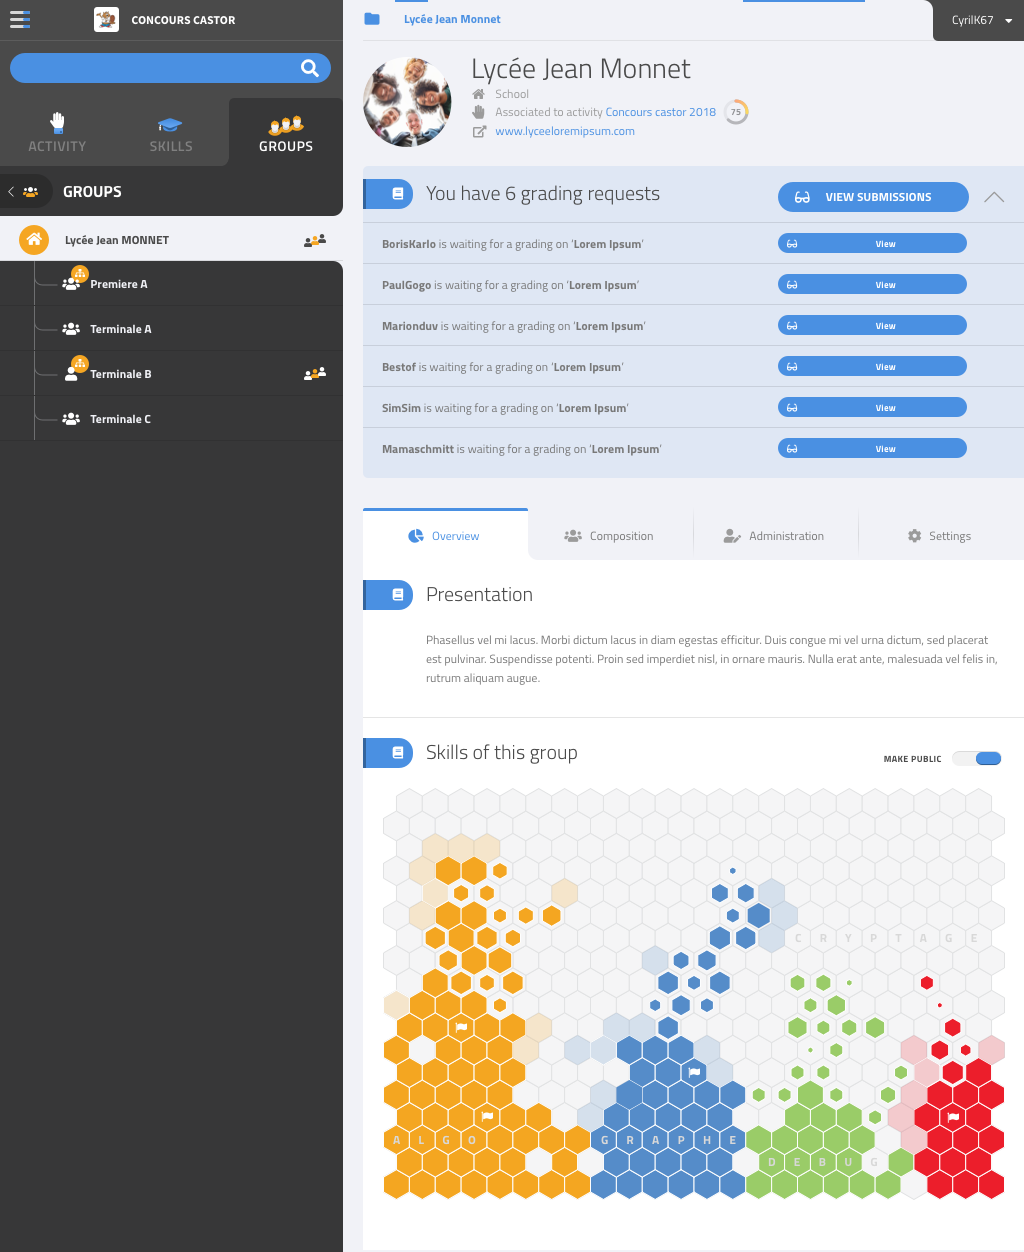 CONCOURS CASTOR
Lycée Jean Monnet
CyrilK67
ACTIVITY
SKILLS
GROUPS
GROUPS
Lycée Jean MONNET
Premiere A
Terminale A
Terminale B
Terminale C
Lycée Jean Monnet
School
Associated to activity Concours castor 2018
75
www.lyceeloremipsum.com
You have 6 grading requests
VIEW SUBMISSIONS
BorisKarlo is waiting for a grading on ‘Lorem Ipsum’
View
PaulGogo is waiting for a grading on ‘Lorem Ipsum’
View
Marionduv is waiting for a grading on ‘Lorem Ipsum’
View
Bestof is waiting for a grading on ‘Lorem Ipsum’
View
SimSim is waiting for a grading on ‘Lorem Ipsum’
View
Mamaschmitt is waiting for a grading on ‘Lorem Ipsum’
View
Overview
Composition
Administration
Settings
Presentation
Phasellus vel mi lacus. Morbi dictum lacus in diam egestas efficitur. Duis congue mi vel urna dictum, sed placerat
est pulvinar. Suspendisse potenti. Proin sed imperdiet nisl, in ornare mauris. Nulla erat ante, malesuada vel felis in,
rutrum aliquam augue.
Skills of this group
MAKE PUBLIC
CRYPTAGE
ALGO
GRAPHE
DEBUG